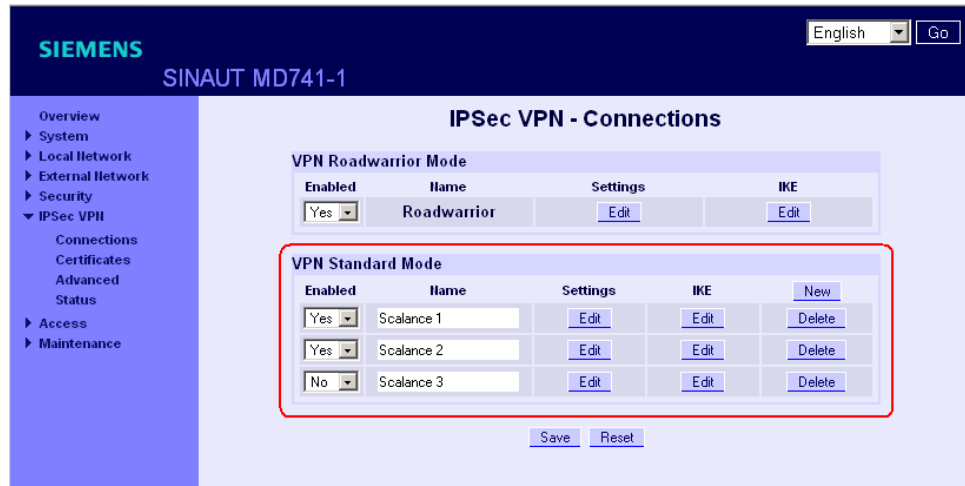 English Go
SIEMENS
SINAUT MD741-1
Overview
System
Local Network
External Network
Security
IPSec VPN
Connections
Certificates
Advanced
Status
Access
Maintenance
IPSec VPN - Connections
VPN Roadwarrior Mode
Enabled Name Settings IKE
Yes Roadwarrior Edit Edit
VPN Standard Mode
Enabled Name Settings IKE New
Yes Scalance 1 Edit Edit Delete
Yes Scalance 2 Edit Edit Delete
No Scalance 3 Edit Edit Delete
Save Reset